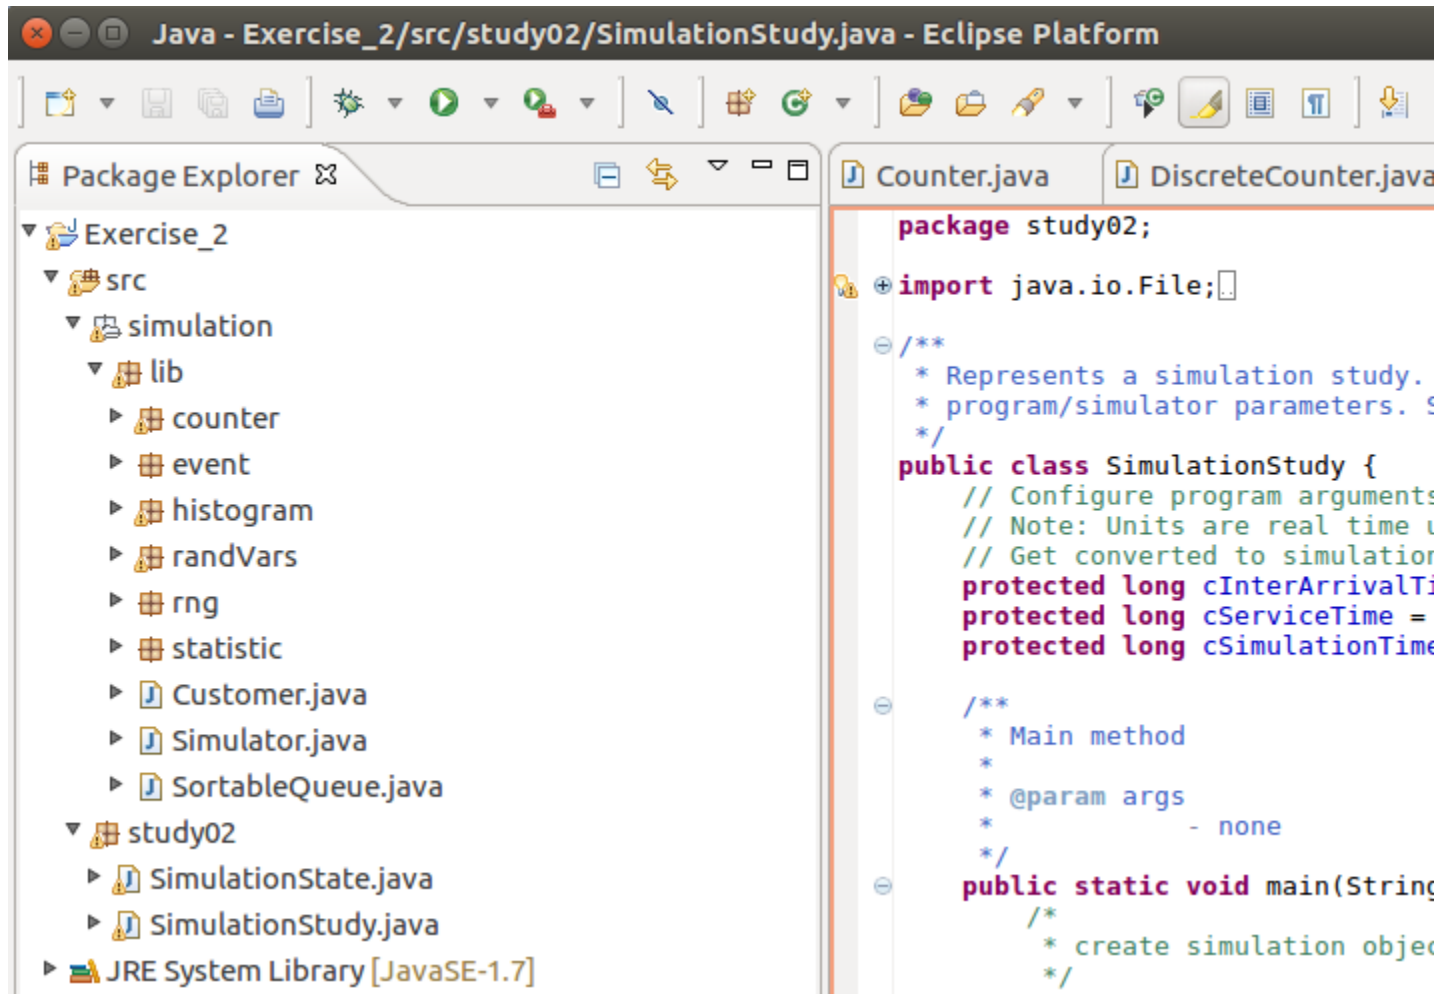 Java - Exercise_2/src/study02/SimulationStudy.java - Eclipse Platform
Package Explorer
Exercise_2
src
simulation
lib
counter
event
histogram
randVars
rng
statistic
Customer.java
Simulator.java
SortableQueue.java
study02
SimulationState.java
SimulationStudy.java
JRE System Library [JavaSE-1.7]
Counter.java
DiscreteCounter.java
package study02;
import java.io.File;
/**
* Represents a simulation study.
* program/simulator parameters.
*/
public class SimulationStudy {
// Configure program arguments
// Note: Units are real time
// Get converted to simulation
protected long cInterArrivalTi
protected long cServiceTime =
protected long cSimulationTime
/**
* Main method
*
* @param args
* - none
*/
public static void main(String
/*
* create simulation objec
*/